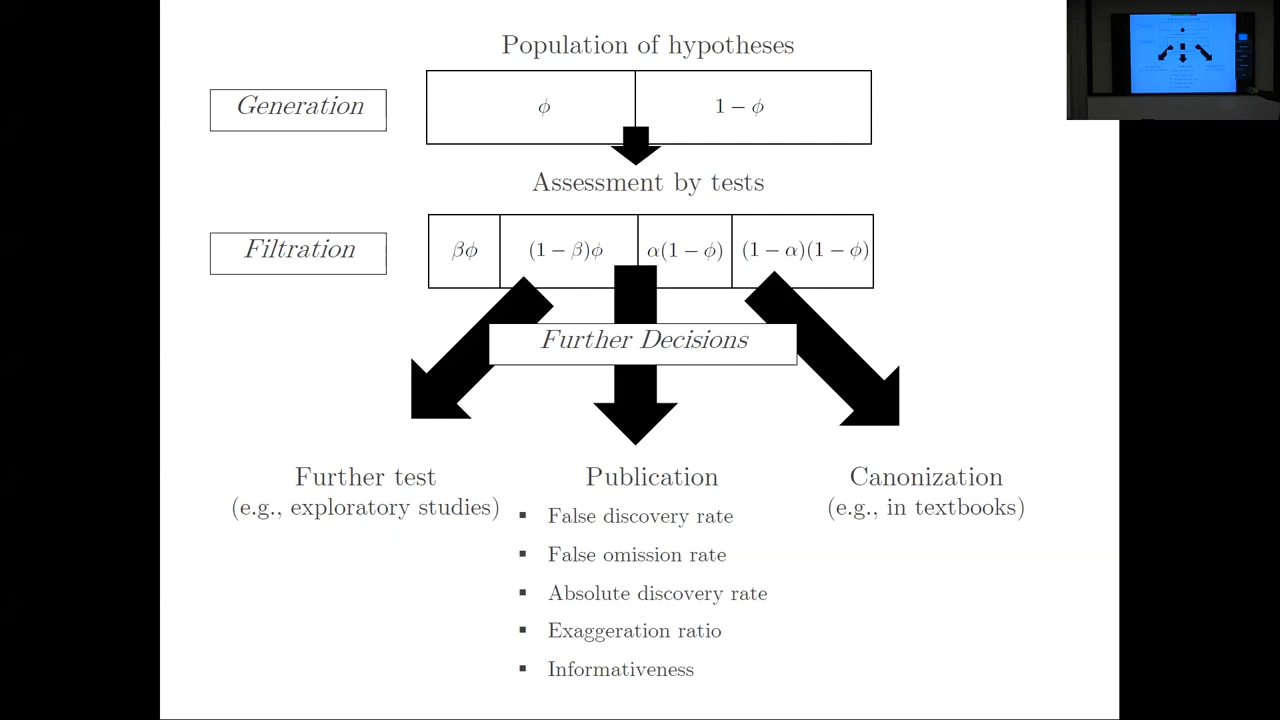 Population of hypotheses
Generation
ϕ
1 − ϕ
Assessment by tests
Filtration
βϕ
(1 − β)ϕ
α(1 − ϕ)
(1 − α)(1 − ϕ)
Further Decisions
Further test
(e.g., exploratory studies)
Publication
▪ False discovery rate
▪ False omission rate
▪ Absolute discovery rate
▪ Exaggeration ratio
▪ Informativeness
Canonization
(e.g., in textbooks)